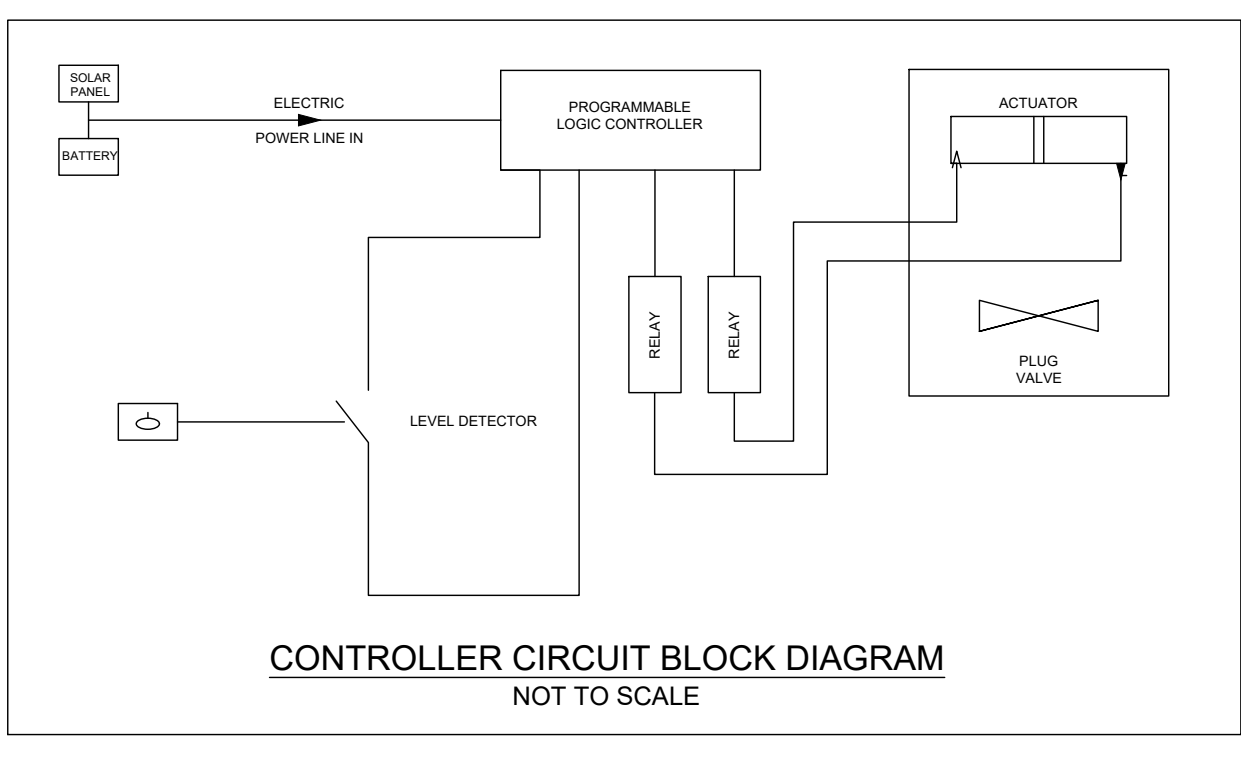 SOLAR
PANEL
BATTERY
ELECTRIC
POWER LINE IN
PROGRAMMABLE
LOGIC CONTROLLER
ACTUATOR
RELAY
RELAY
PLUG
VALVE
LEVEL DETECTOR
CONTROLLER CIRCUIT BLOCK DIAGRAM
NOT TO SCALE